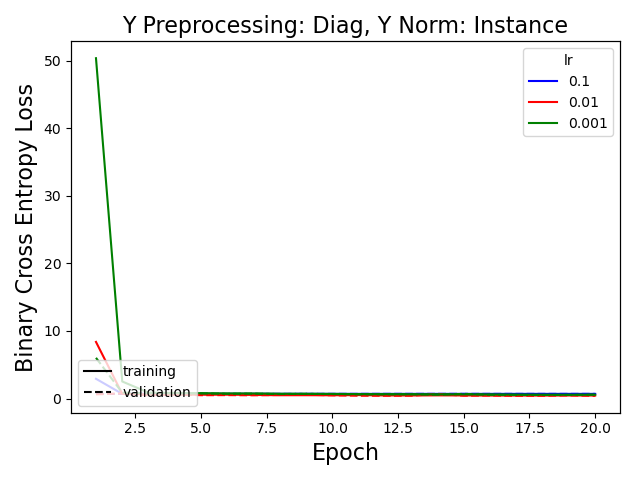 Y Preprocessing: Diag, Y Norm: Instance
Binary Cross Entropy Loss
50
40
30
20
10
0
lr
0.1
0.01
0.001
training
validation
2.5 5.0 7.5 10.0 12.5 15.0 17.5 20.0
Epoch